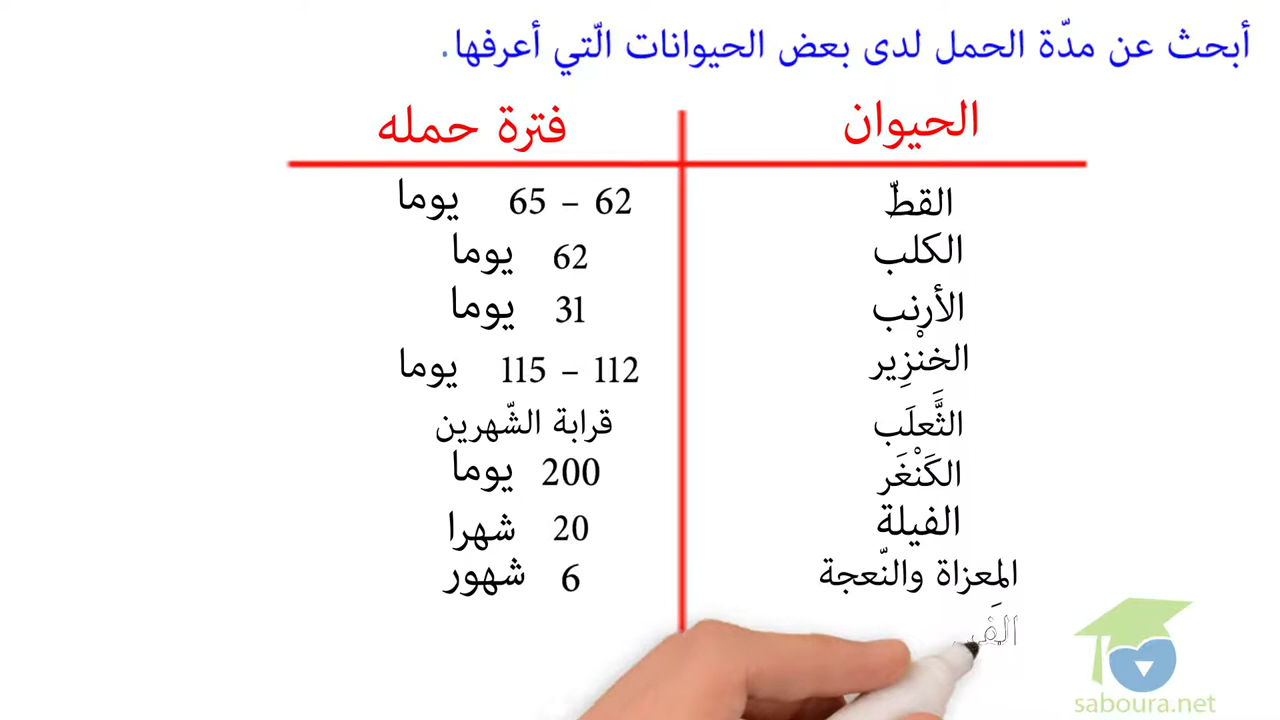 أبحث عن مدّة الحمل لدى بعض الحيوانات الّتي أعرفها.
الحيوان فترة حمله
القطّ 62 – 65 يوما
الكلب 62 يوما
الأرنب 31 يوما
الخنْزِير 112 – 115 يوما
الثَّعلَب قرابة الشّهرين
الكَنْغَر 200 يوما
الفيلة 20 شهرا
المعزاة والنّعجة 6 شهور
saboura.net